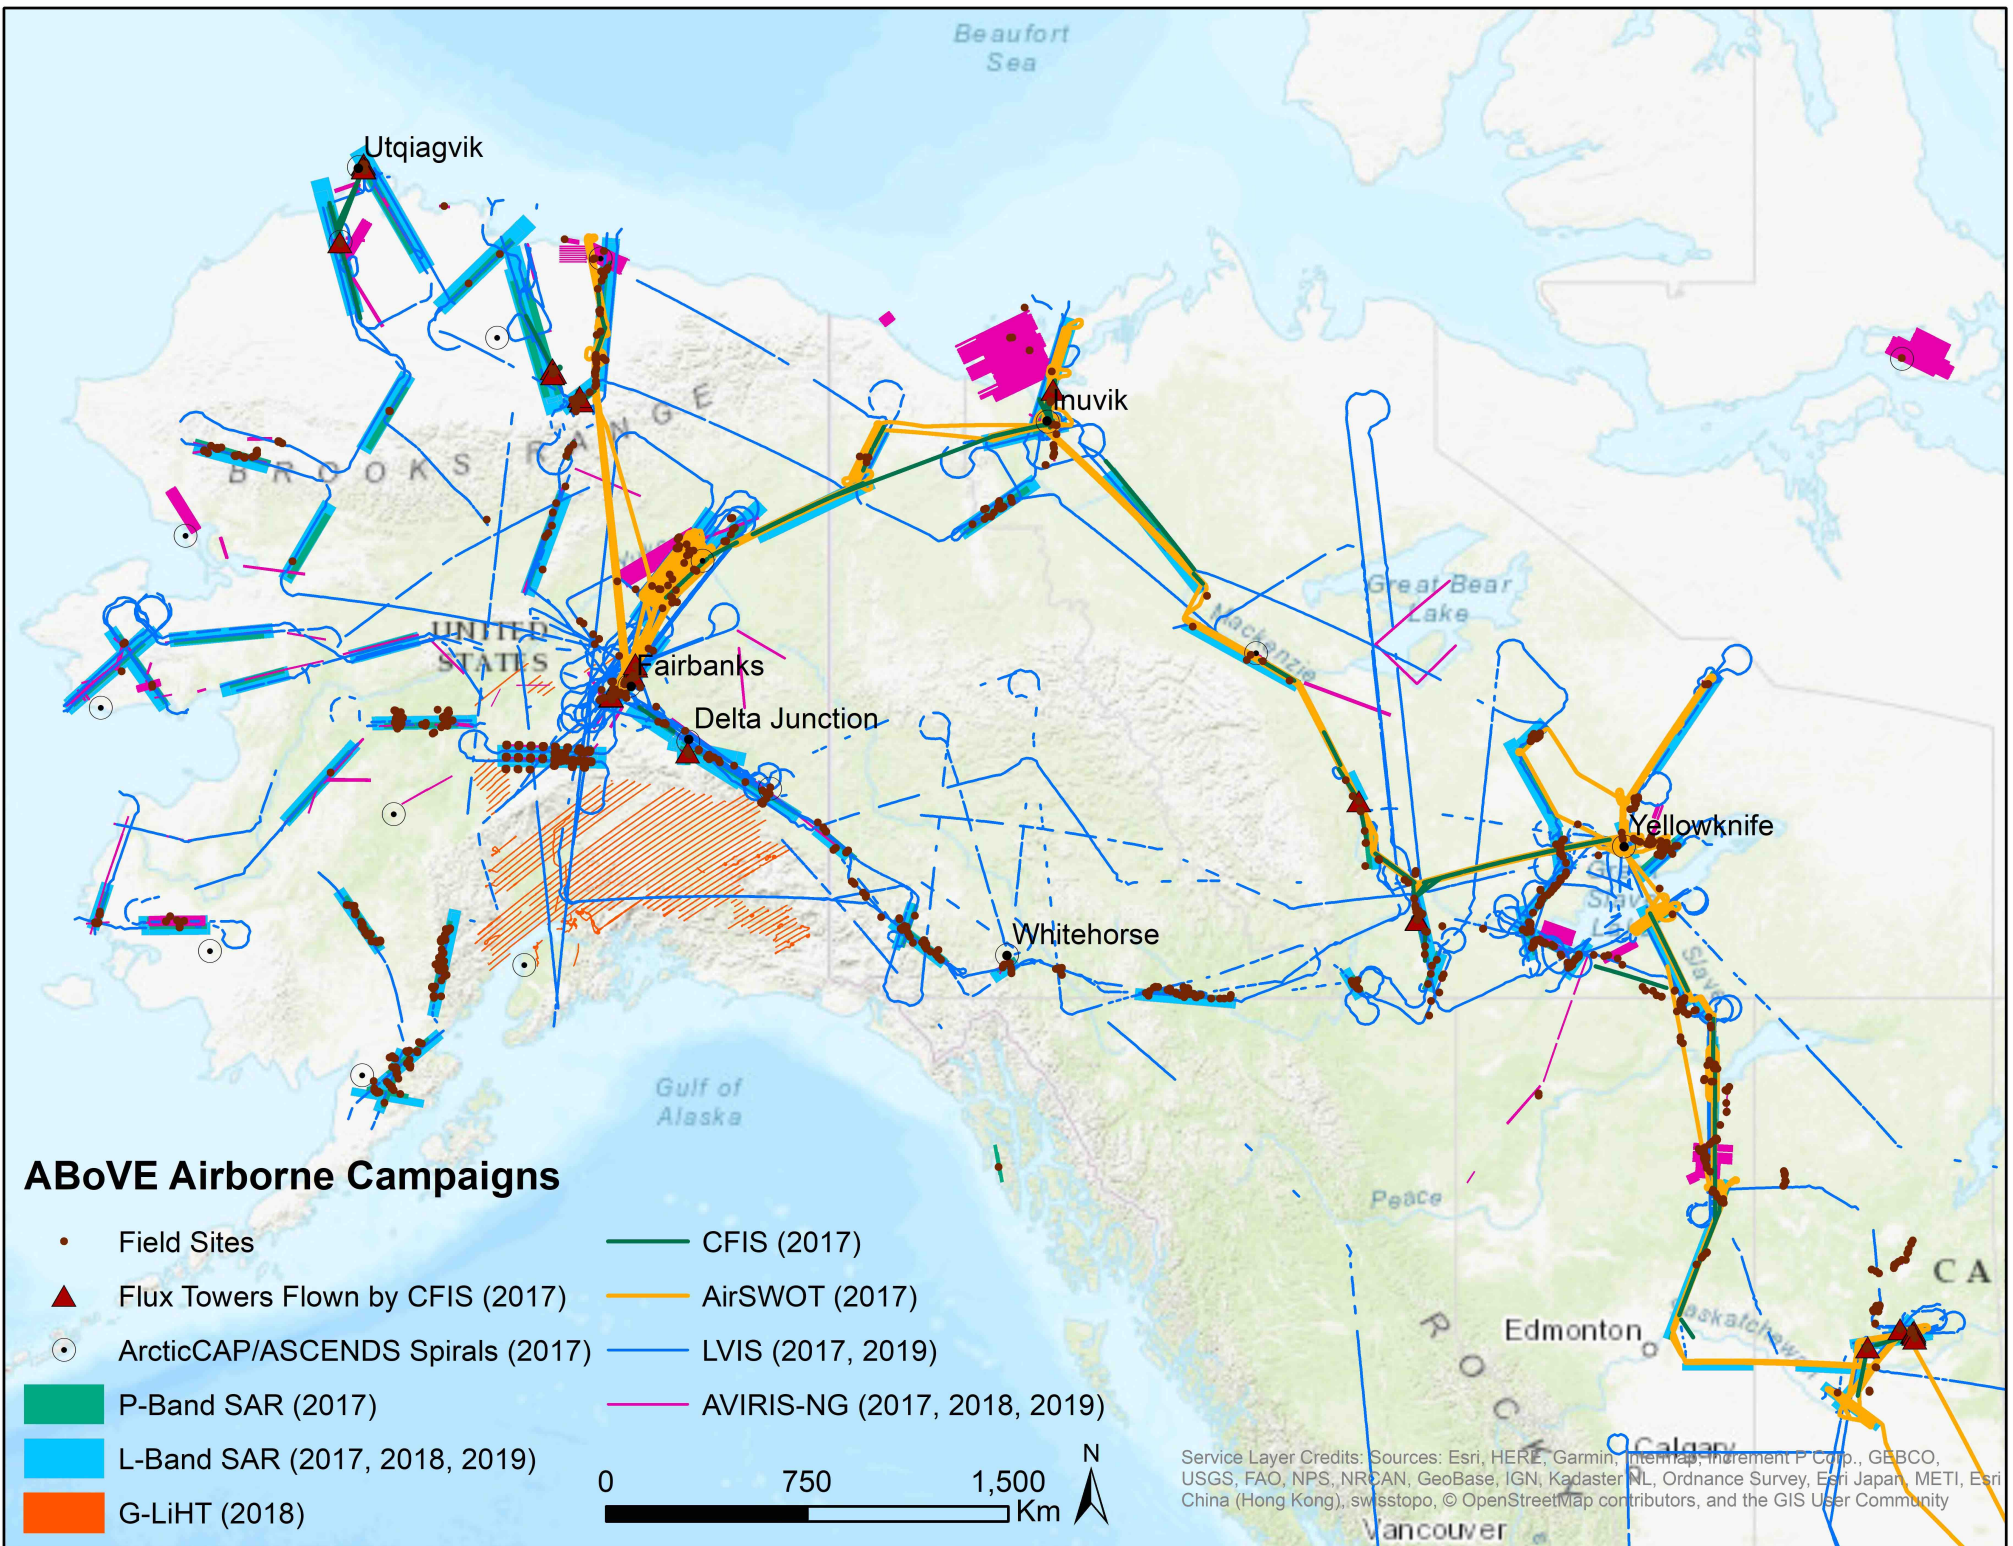 Beaufort
Sea
Utqiagvik
Inuvik
BROOKS RANGE
Great Bear
Lake
Mackenzie
UNITED
STATES
Fairbanks
Delta Junction
Yellowknife
Great
Slave
Lake
Slave
Whitehorse
Gulf of
Alaska
Peace
CA
Saskatchewan
Edmonton
ROCKY
Calgary
Vancouver
ABoVE Airborne Campaigns
Field Sites
Flux Towers Flown by CFIS (2017)
ArcticCAP/ASCENDS Spirals (2017)
P-Band SAR (2017)
L-Band SAR (2017, 2018, 2019)
G-LiHT (2018)
CFIS (2017)
AirSWOT (2017)
LVIS (2017, 2019)
AVIRIS-NG (2017, 2018, 2019)
0 750 1,500
Km
N
Service Layer Credits: Sources: Esri, HERE, Garmin, Intermap, increment P Corp., GEBCO,
USGS, FAO, NPS, NRCAN, GeoBase, IGN, Kadaster NL, Ordnance Survey, Esri Japan, METI, Esri
China (Hong Kong), swisstopo, © OpenStreetMap contributors, and the GIS User Community